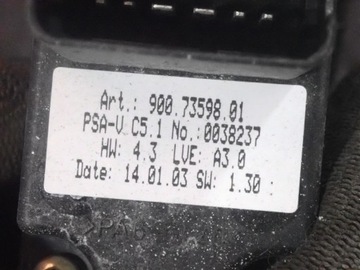 Art.: 900.73598.01
PSA-V C5.1 No.:0038237
HW: 4.3 LVE: A3.0
Date: 14.01.03 SW: 1.30
>PA6